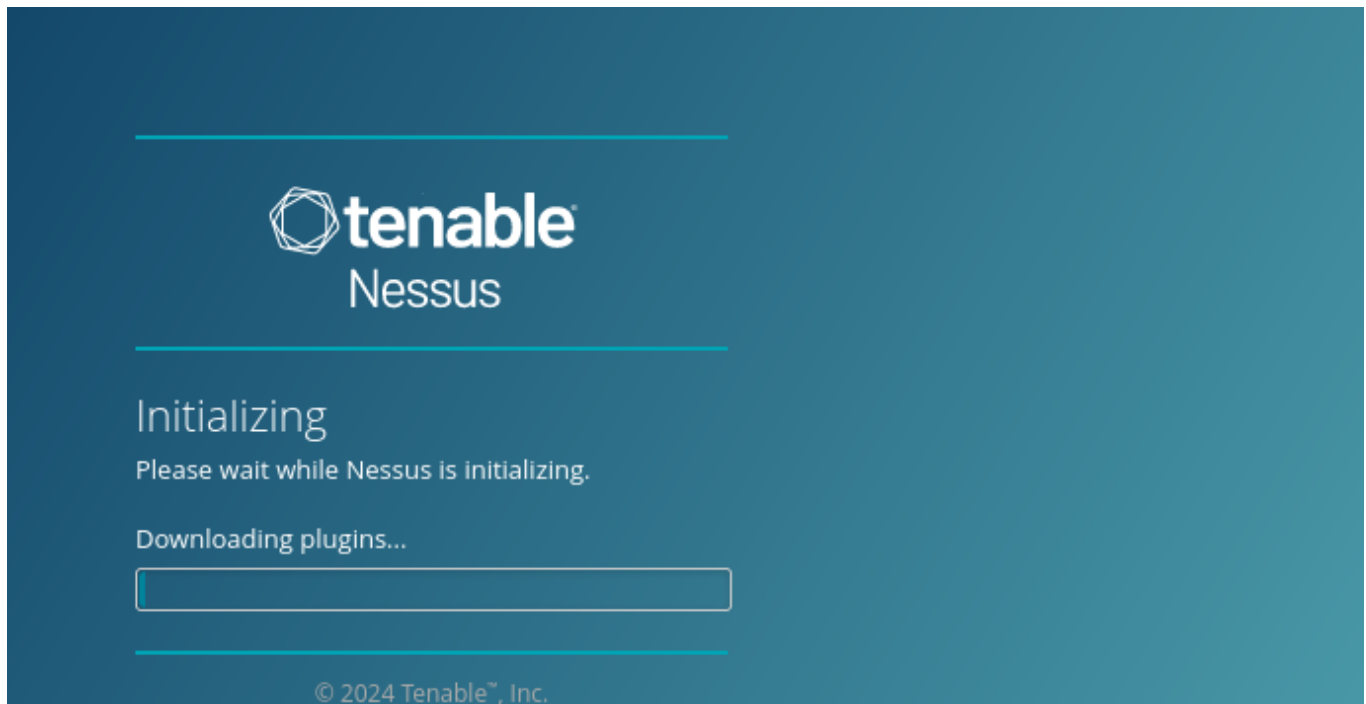 tenable
Nessus
Initializing
Please wait while Nessus is initializing.
Downloading plugins...
© 2024 Tenable™, Inc.